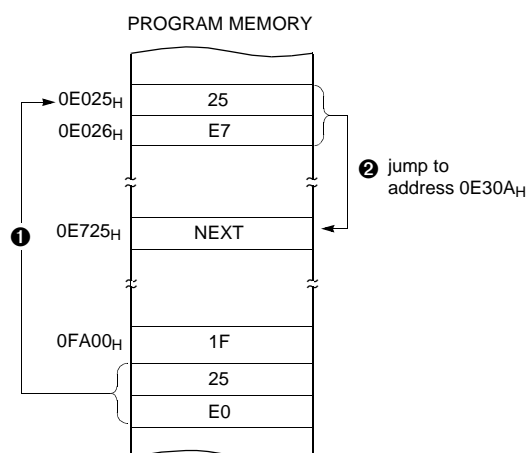 PROGRAM MEMORY
0E025H 25
0E026H E7
❷ jump to
address 0E30AH
❶
0E725H NEXT
0FA00H 1F
25
E0